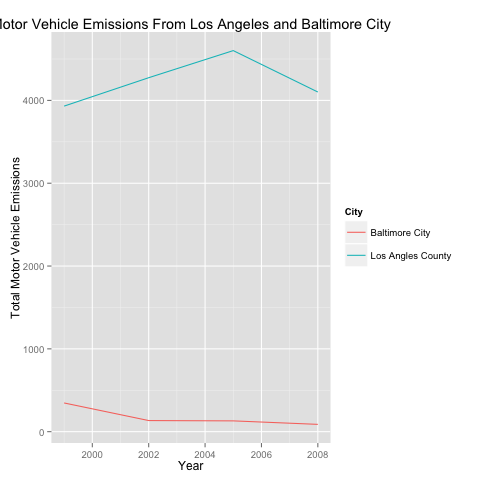 Motor Vehicle Emissions From Los Angeles and Baltimore City
Total Motor Vehicle Emissions
4000
3000
2000
1000
0
2000 2002 2004 2006 2008
Year
City
Baltimore City
Los Angles County